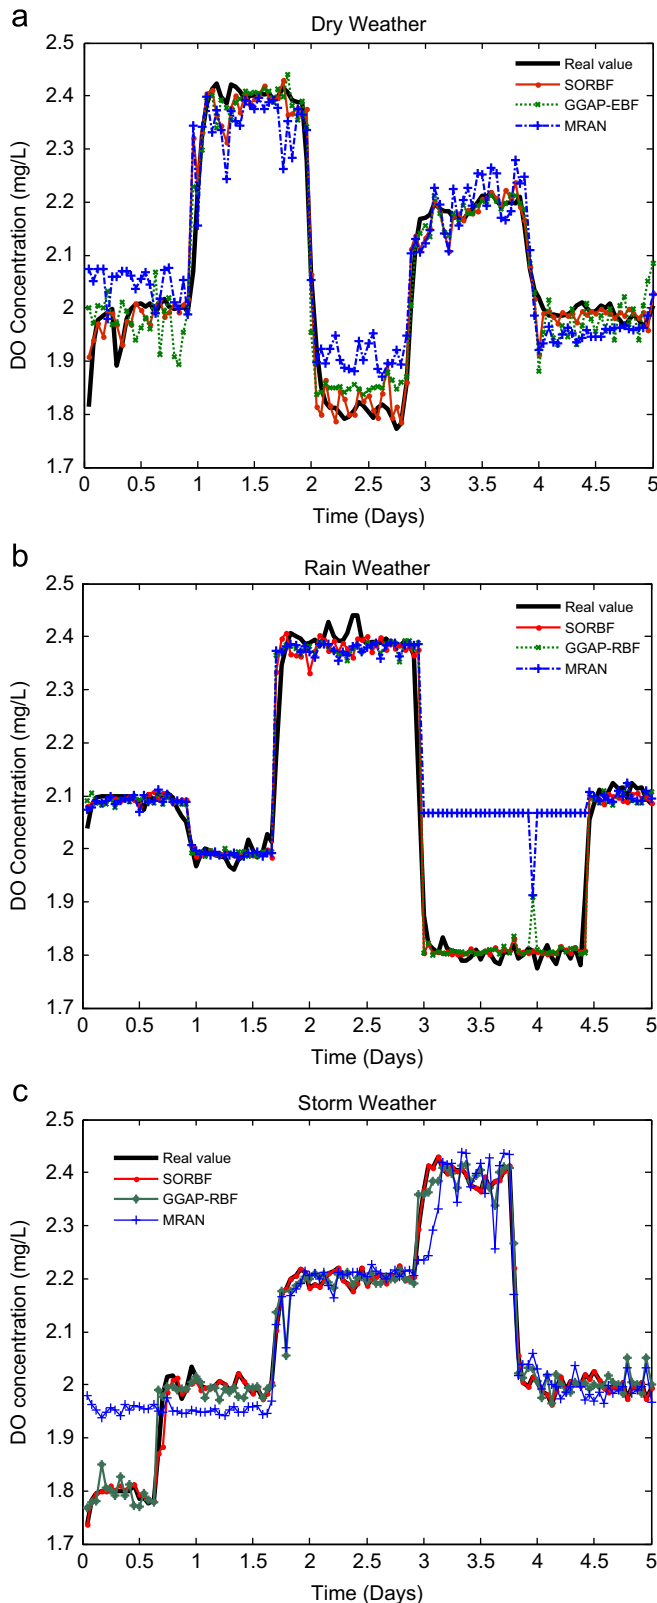 a
Dry Weather
2.5
2.4
2.3
2.2
2.1
2
1.9
1.8
1.7
DO Concentration (mg/L)
Real value
SORBF
GGAP-EBF
MRAN
0 0.5 1 1.5 2 2.5 3 3.5 4 4.5 5
Time (Days)
b
Rain Weather
2.5
2.4
2.3
2.2
2.1
2
1.9
1.8
1.7
DO Concentration (mg/L)
Real value
SORBF
GGAP-RBF
MRAN
0 0.5 1 1.5 2 2.5 3 3.5 4 4.5 5
Time (Days)
c
Storm Weather
2.5
2.4
2.3
2.2
2.1
2
1.9
1.8
1.7
DO concentration (mg/L)
Real value
SORBF
GGAP-RBF
MRAN
0 0.5 1 1.5 2 2.5 3 3.5 4 4.5 5
Time (Days)